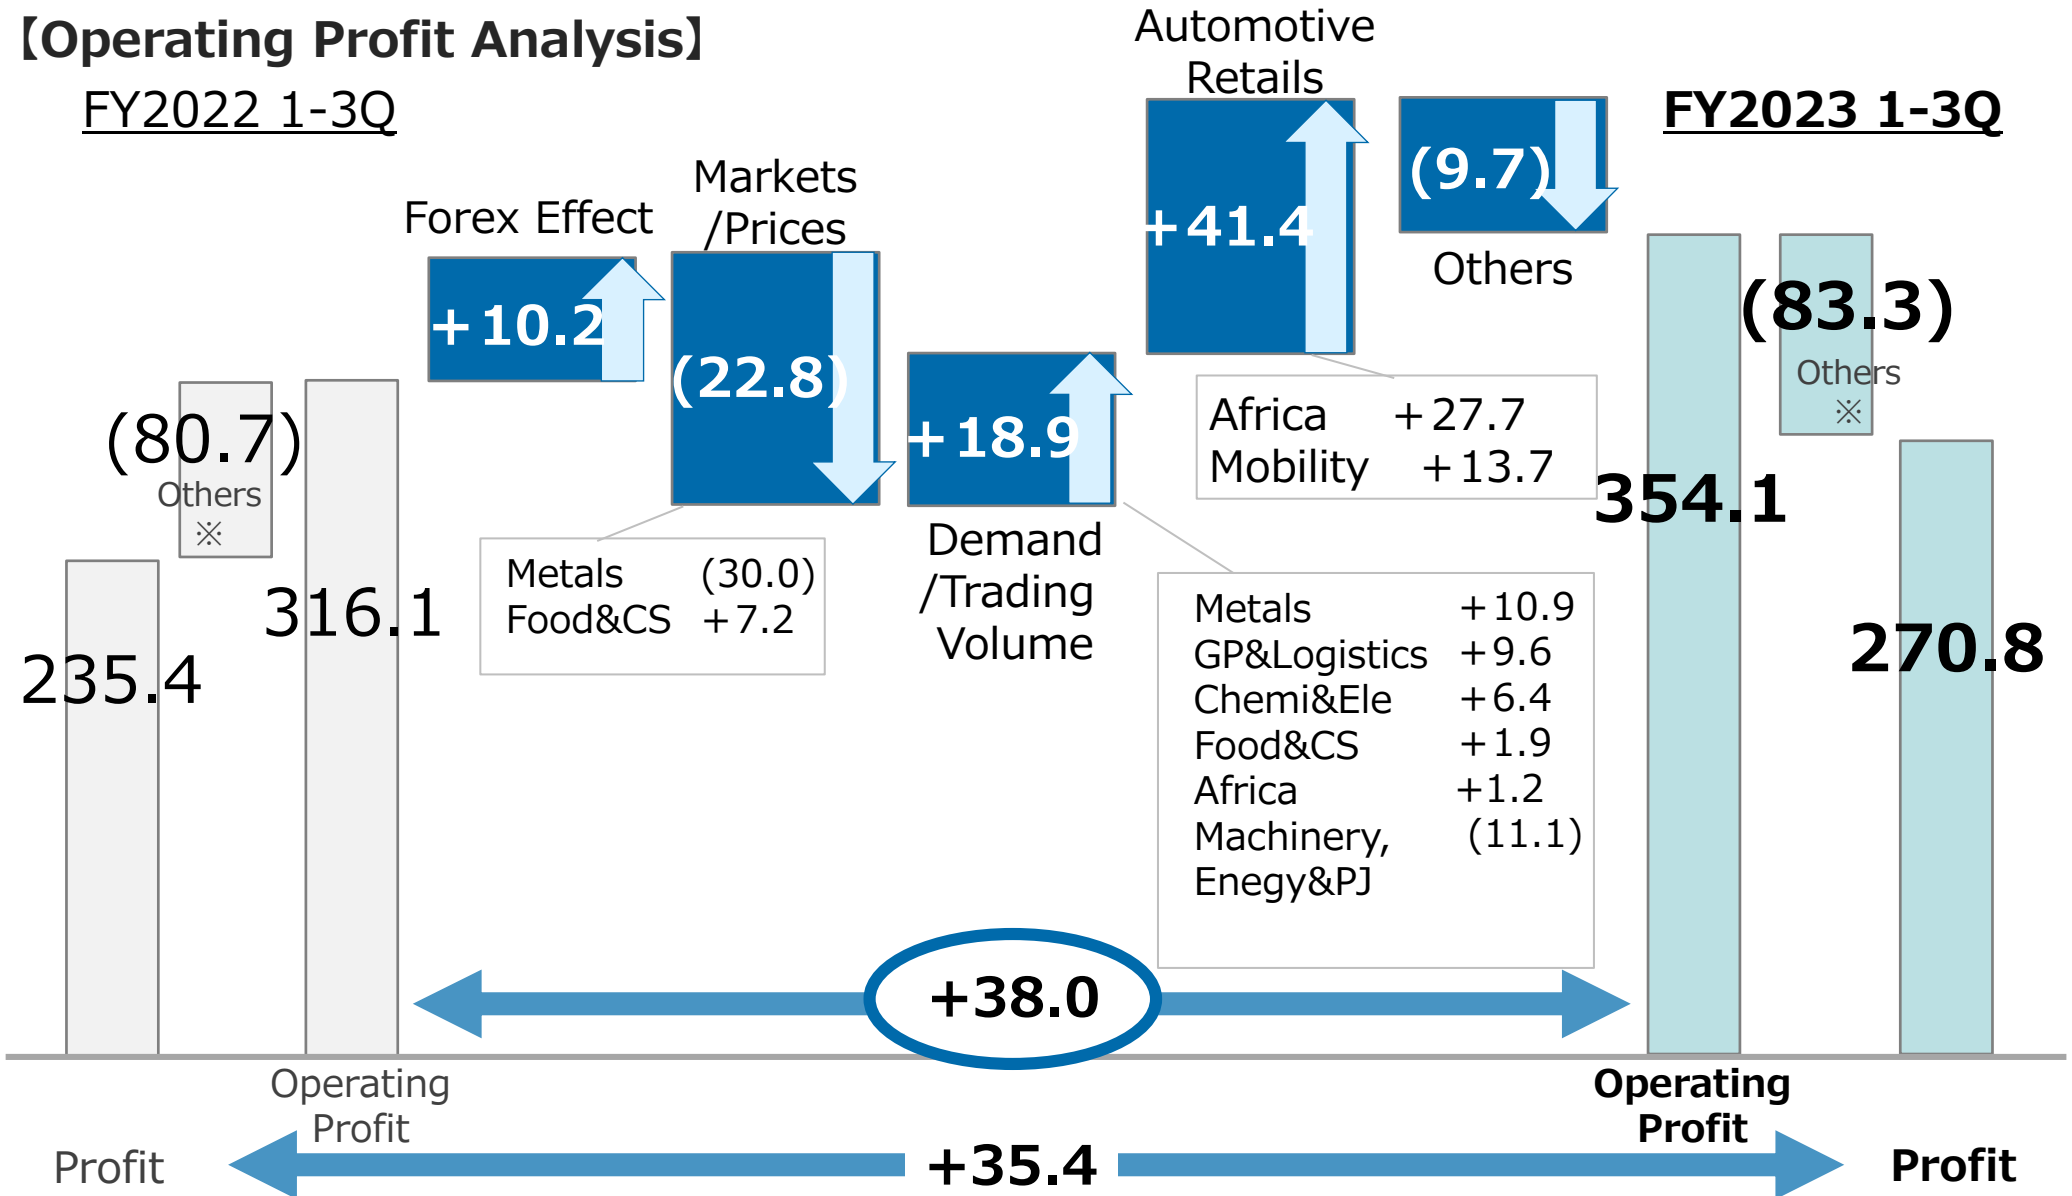 【Operating Profit Analysis】
FY2022 1-3Q
FY2023 1-3Q
Forex Effect
+10.2
Markets
/Prices
(22.8)
Metals (30.0)
Food&CS +7.2
+18.9
Demand
/Trading
Volume
Metals +10.9
GP&Logistics +9.6
Chemi&Ele +6.4
Food&CS +1.9
Africa +1.2
Machinery, (11.1)
Enegy&PJ
Automotive
Retails
+41.4
Africa +27.7
Mobility +13.7
(9.7)
Others
235.4
(80.7)
Others
※
316.1
354.1
(83.3)
Others
※
270.8
+38.0
Operating
Profit
Operating
Profit
Profit
+35.4
Profit